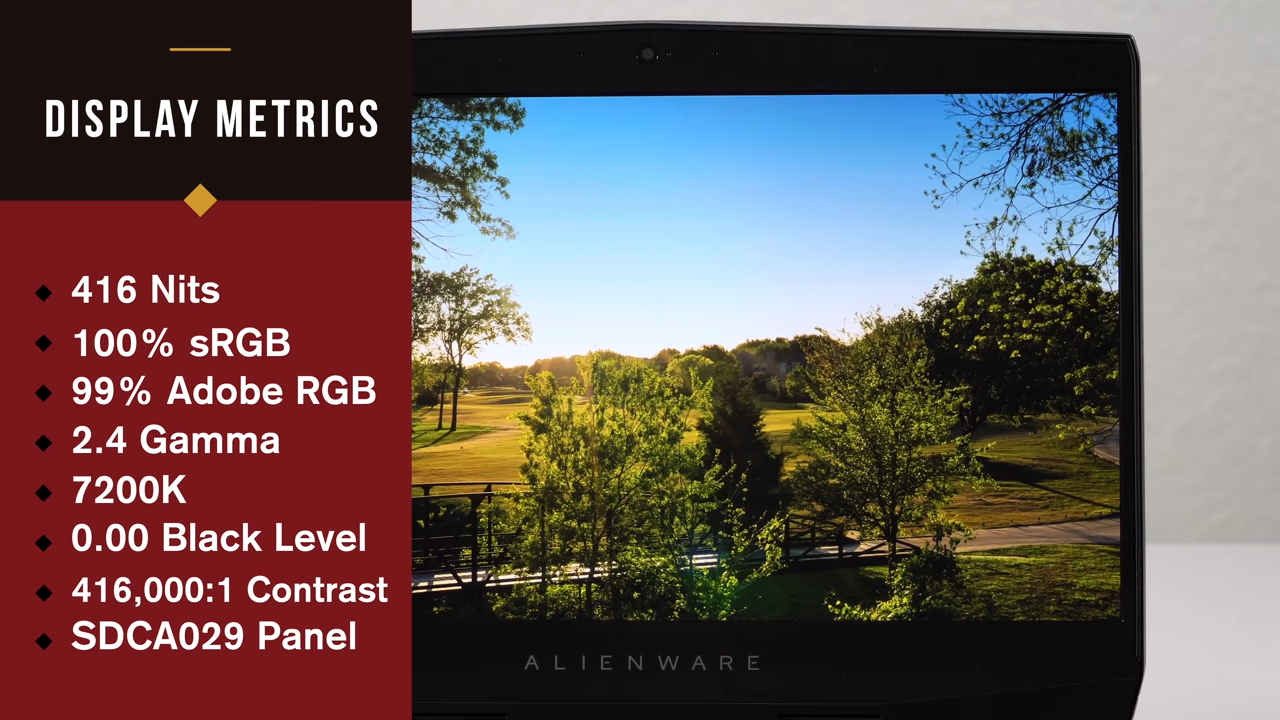 DISPLAY METRICS
416 Nits
100% sRGB
99% Adobe RGB
2.4 Gamma
7200K
0.00 Black Level
416,000:1 Contrast
SDCA029 Panel
ALIENWARE